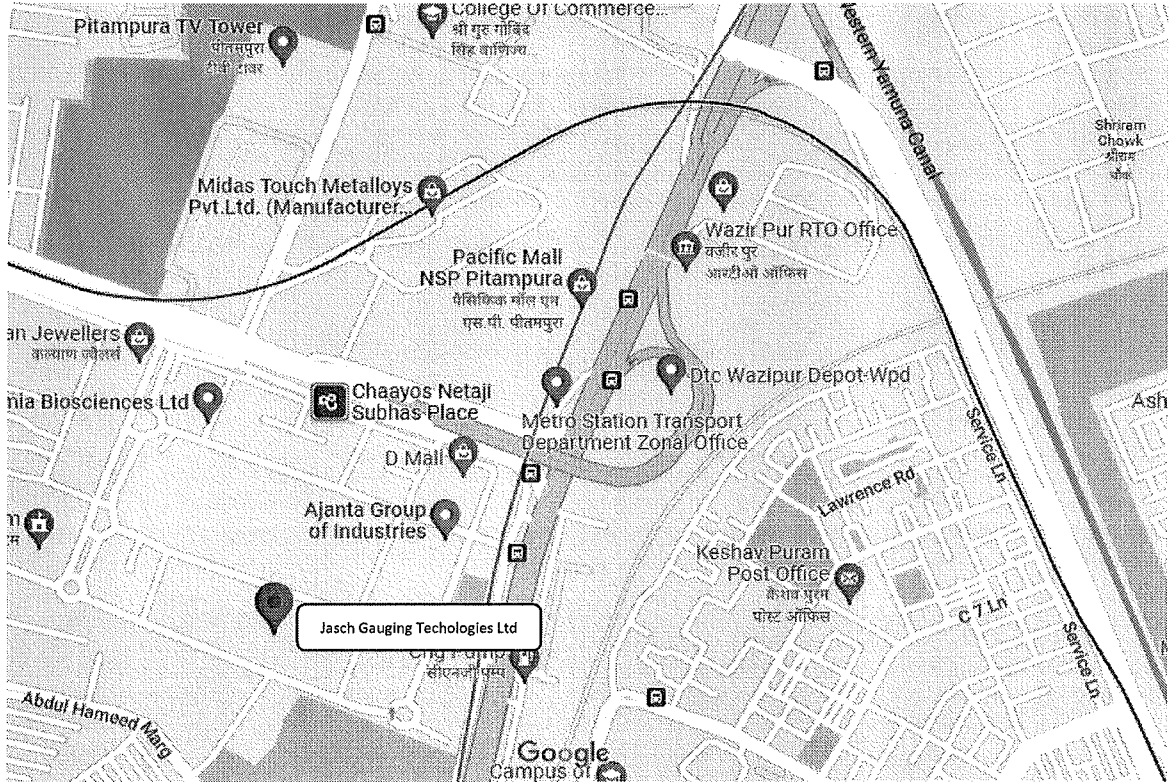 College Of Commerce...
श्री गुरु गोबिंद
सिंह वाणिज्य...
Pitampura TV Tower
पीतमपुरा
टीवी टावर
Western Yamuna Canal
Shriram
Chowk
श्रीराम
चौक
Midas Touch Metalloys
Pvt.Ltd. (Manufacturer...
Wazir Pur RTO Office
वजीर पुर
आरटीओ ऑफिस
Pacific Mall
NSP Pitampura
पैसिफिक मॉल एन
एस पी. पीतमपुरा
an Jewellers
कल्याण ज्वैलर्स
nia Biosciences Ltd
Chaayos Netaji
Subhas Place
Dtc Wazipur Depot-Wpd
Ash
Metro Station Transport
Department Zonal Office
D Mall
Service Ln
Lawrence Rd
Ajanta Group
of Industries
m
Keshav Puram
Post Office
केशव पुरम
पोस्ट ऑफिस
C 7 Ln
Jasch Gauging Techologies Ltd
Cng Pump
सीएनजी पम्प
Service Ln
Abdul Hameed Marg
Google
Campus of